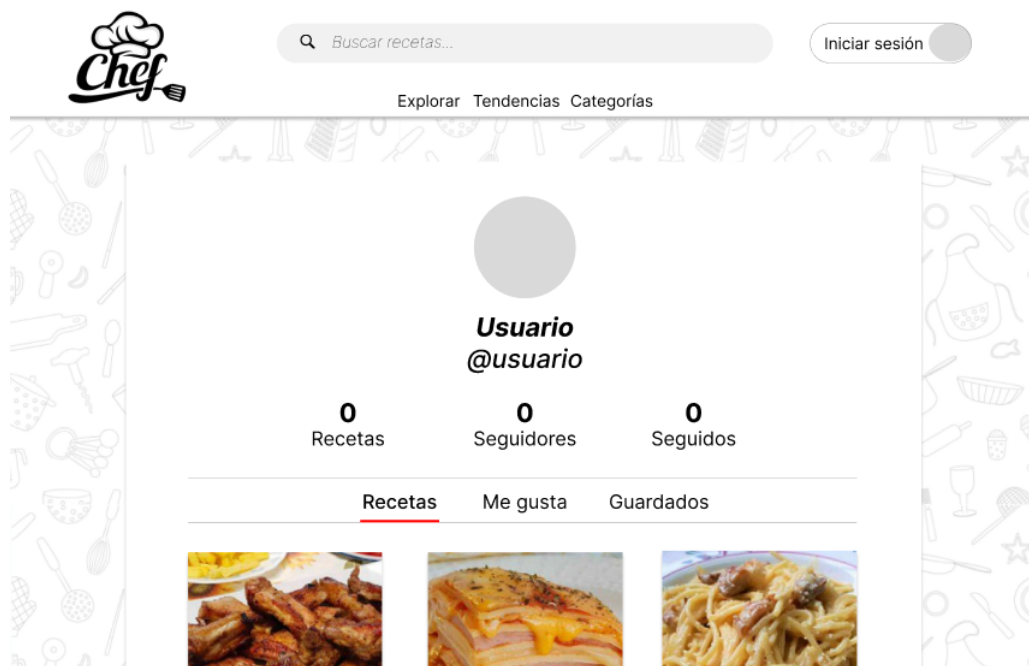 Chef
Buscar recetas...
Iniciar sesión
Explorar Tendencias Categorías
Usuario
@usuario
0 0 0
Recetas Seguidores Seguidos
Recetas Me gusta Guardados